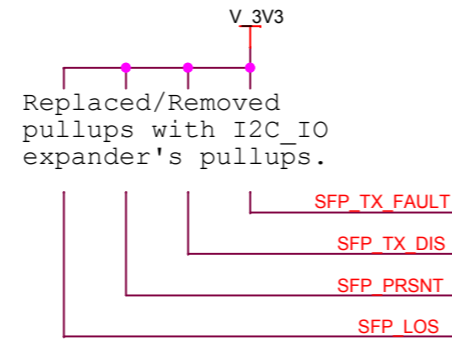 V_3V3
Replaced/Removed
pullups with I2C_IO
expander's pullups.
SFP_TX_FAULT
SFP_TX_DIS
SFP_PRSNT
SFP_LOS